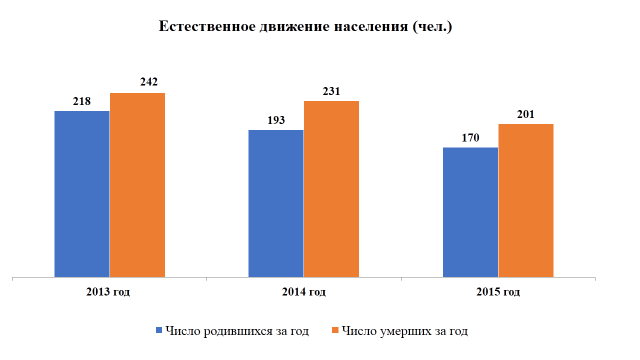 Естественное движение населения (чел.)
218 242
193 231
170 201
2013 год 2014 год 2015 год
Число родившихся за год Число умерших за год